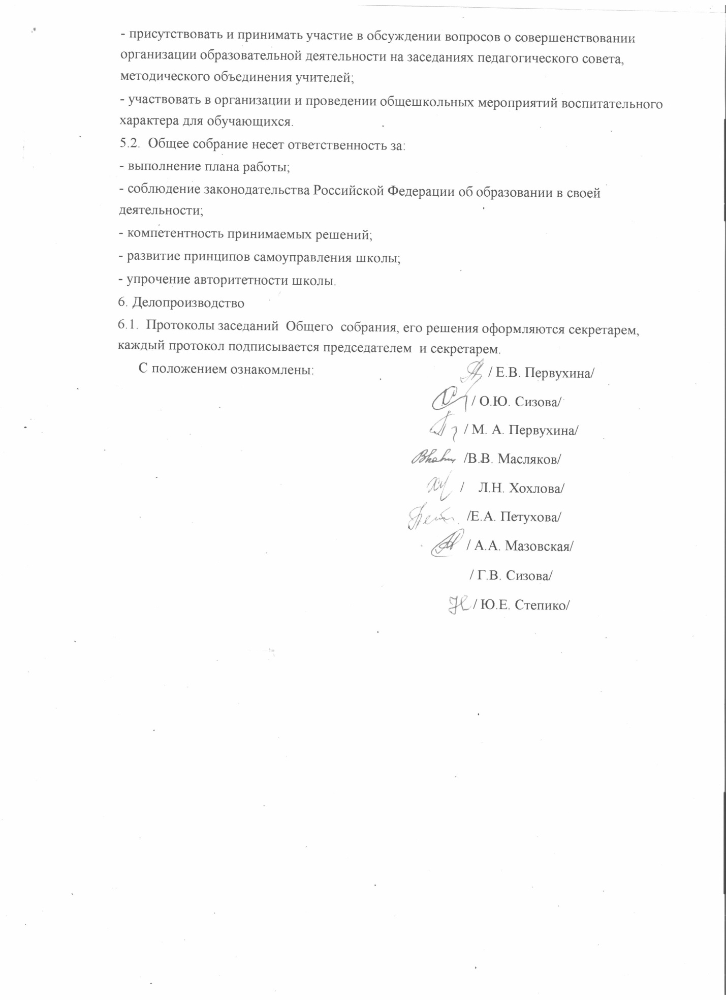 - присутствовать и принимать участие в обсуждении вопросов о совершенствовании
организации образовательной деятельности на заседаниях педагогического совета,
методического объединения учителей;
- участвовать в организации и проведении общешкольных мероприятий воспитательного
характера для обучающихся.
5.2.  Общее собрание несет ответственность за:
- выполнение плана работы;
- соблюдение законодательства Российской Федерации об образовании в своей
деятельности;
- компетентность принимаемых решений;
- развитие принципов самоуправления школы;
- упрочение авторитетности школы.
6. Делопроизводство
6.1.  Протоколы заседаний  Общего  собрания, его решения оформляются секретарем,
каждый протокол подписывается председателем  и секретарем.
С положением ознакомлены: / Е.В. Первухина/
/ О.Ю. Сизова/
/ М. А. Первухина/
/В.В. Масляков/
/    Л.Н. Хохлова/
/Е.А. Петухова/
/ А.А. Мазовская/
/ Г.В. Сизова/
/ Ю.Е. Степико/